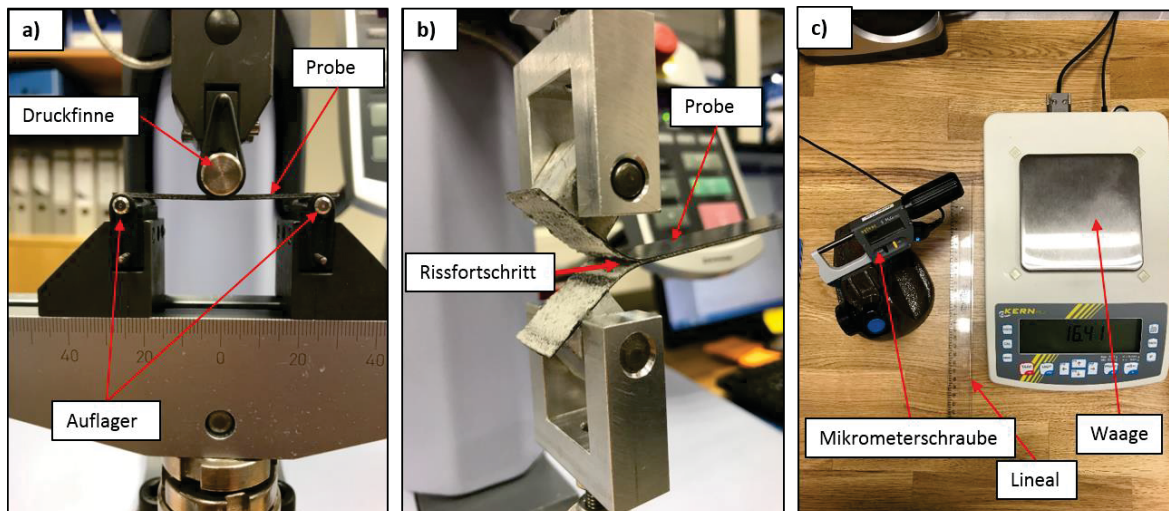 a)
Probe
Druckfinne
40
20
0
20
40
Auflager
b)
Probe
Rissfortschritt
c)
KERN
16.41
Mikrometerschraube
Waage
Lineal